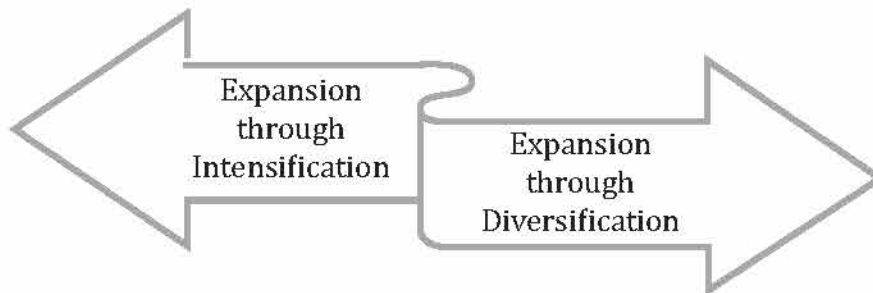 Expansion
through
Intensification
Expansion
through
Diversification